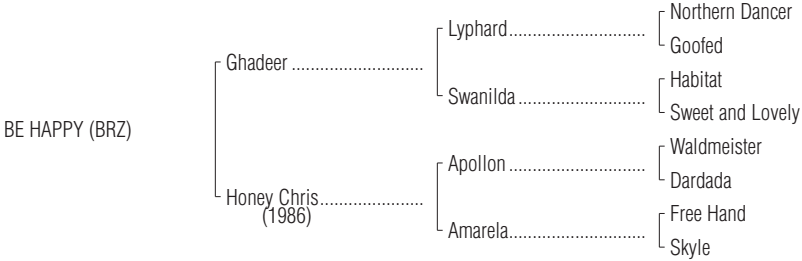 Northern Dancer
Lyphard
Goofed
Ghadeer
Habitat
Swanilda
Sweet and Lovely
BE HAPPY (BRZ)
Waldmeister
Apollon
Dardada
Honey Chris
(1986)
Free Hand
Amarela
Skyle